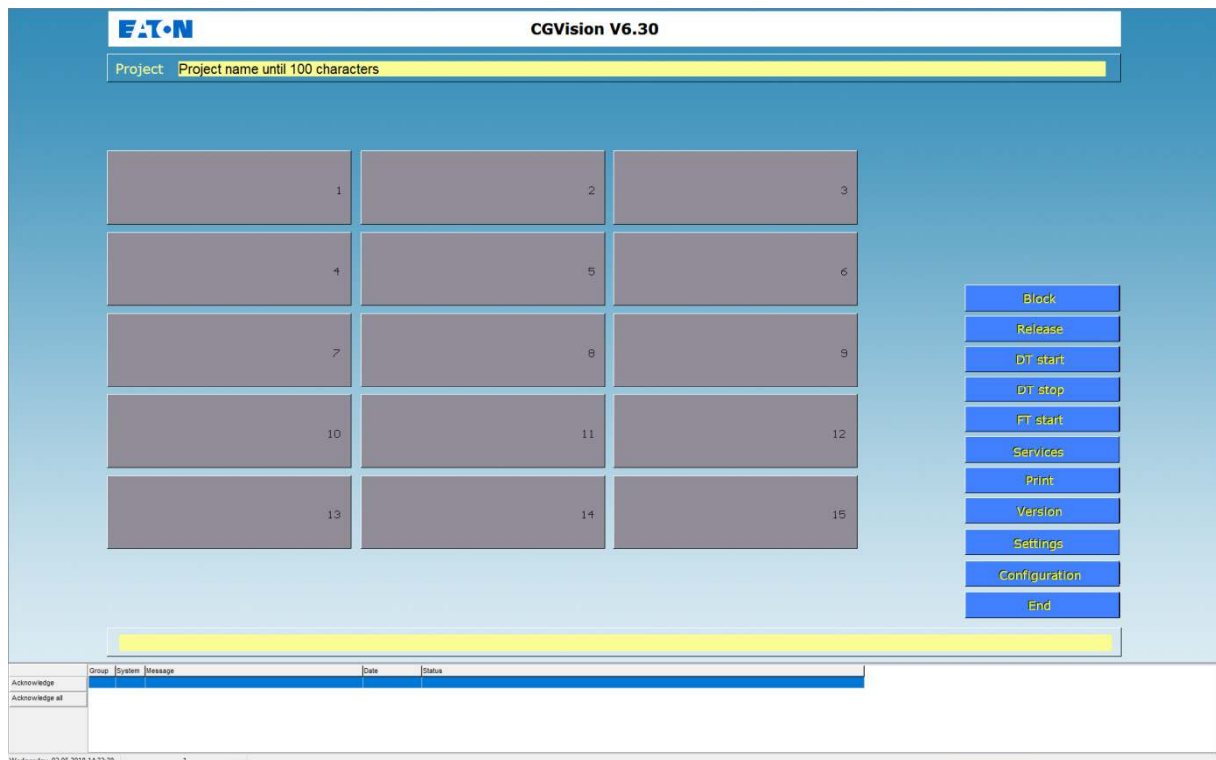 EATON
CGVision V6.30
Project Project name until 100 characters
1 2 3
4 5 6
Block
Release
7 8 9
DT start
DT stop
10 11 12
FT start
Services
Print
13 14 15
Version
Settings
Configuration
End
Group System Message Date Status
Acknowledge
Acknowledge all